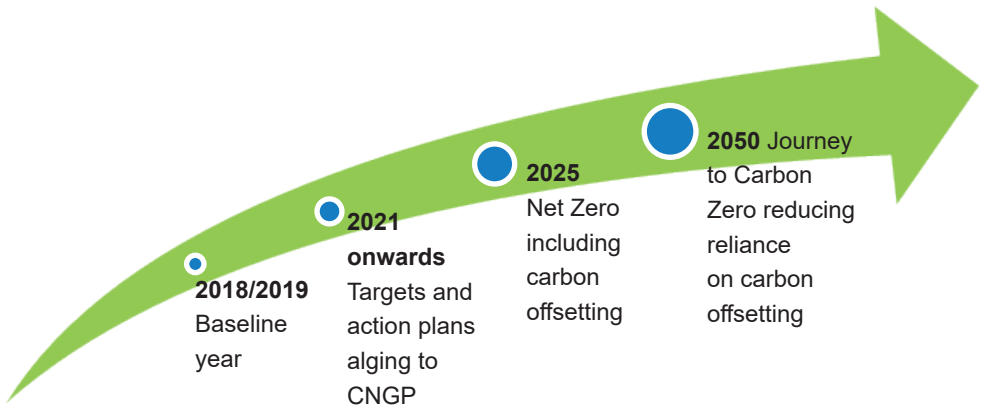 2018/2019
Baseline
year
2021
onwards
Targets and
action plans
alging to
CNGP
2025
Net Zero
including
carbon
offsetting
2050 Journey
to Carbon
Zero reducing
reliance
on carbon
offsetting